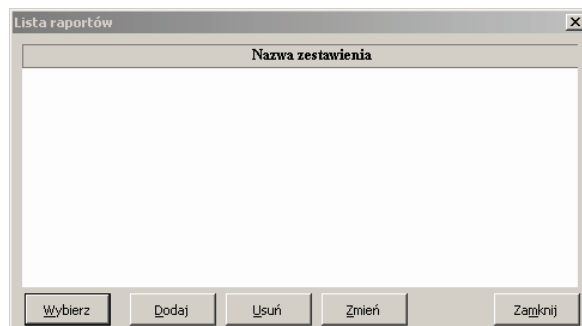 Lista raportów
Nazwa zestawienia
Wybierz Dodaj Usuń Zmień Zamknij